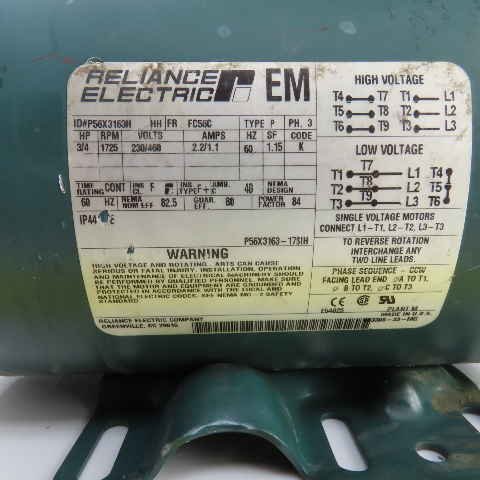 RELIANCE
ELECTRIC
EM
ID#P56X3163H HH FR FC56C TYPE P PH. 3
HP RPM VOLTS AMPS HZ SF CODE
3/4 1725 230/460 2.2/1.1 60 1.15 K
TIME RATING CONT INS CL F INS AMB. 40 NEMA DESIGN
60 HZ NEMA NOM EFF 82.5 GUAR. EFF. 80 POWER FACTOR 84
IP44
P56X3163-17SIH
WARNING
HIGH VOLTAGE AND ROTATING PARTS CAN CAUSE
SERIOUS OR FATAL INJURY. INSTALLATION, OPERATION
AND MAINTENANCE OF ELECTRICAL MACHINERY SHOULD
BE PERFORMED BY QUALIFIED PERSONNEL. MAKE SURE
THE MOTOR AND EQUIPMENT ARE GROUNDED AND
PROTECTED IN ACCORDANCE WITH LOCAL AND
NATIONAL ELECTRIC CODES. SEE NEMA MG-2 SAFETY
STANDARD.
RELIANCE ELECTRIC COMPANY
GREENVILLE, SC 29615
HIGH VOLTAGE
T4 T7 T1 L1
T5 T8 T2 L2
T6 T9 T3 L3
LOW VOLTAGE
T7
T1 L1 T4
T8
T2 L2 T5
T9
T3 L3 T6
SINGLE VOLTAGE MOTORS
CONNECT L1-T1, L2-T2, L3-T3
TO REVERSE ROTATION
INTERCHANGE ANY
TWO LINE LEADS.
PHASE SEQUENCE - CCW
FACING LEAD END øA TO T1,
ø B TO T2, øC TO T3
CE
E54825
PLANT M
MADE IN U.S.A.